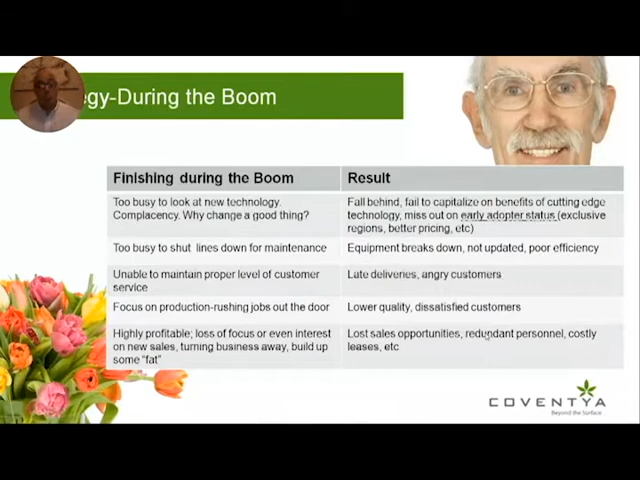 egy-During the Boom
Finishing during the Boom
Result
Too busy to look at new technology.
Complacency. Why change a good thing?
Fall behind, fail to capitalize on benefits of cutting edge
technology, miss out on early adopter status (exclusive
regions, better pricing, etc)
Too busy to shut lines down for maintenance
Equipment breaks down, not updated, poor efficiency
Unable to maintain proper level of customer
service
Late deliveries, angry customers
Focus on production-rushing jobs out the door
Lower quality, dissatisfied customers
Highly profitable; loss of focus or even interest
on new sales, turning business away, build up
some “fat”
Lost sales opportunities, redundant personnel, costly
leases, etc
COVENTYA
Beyond the Surface